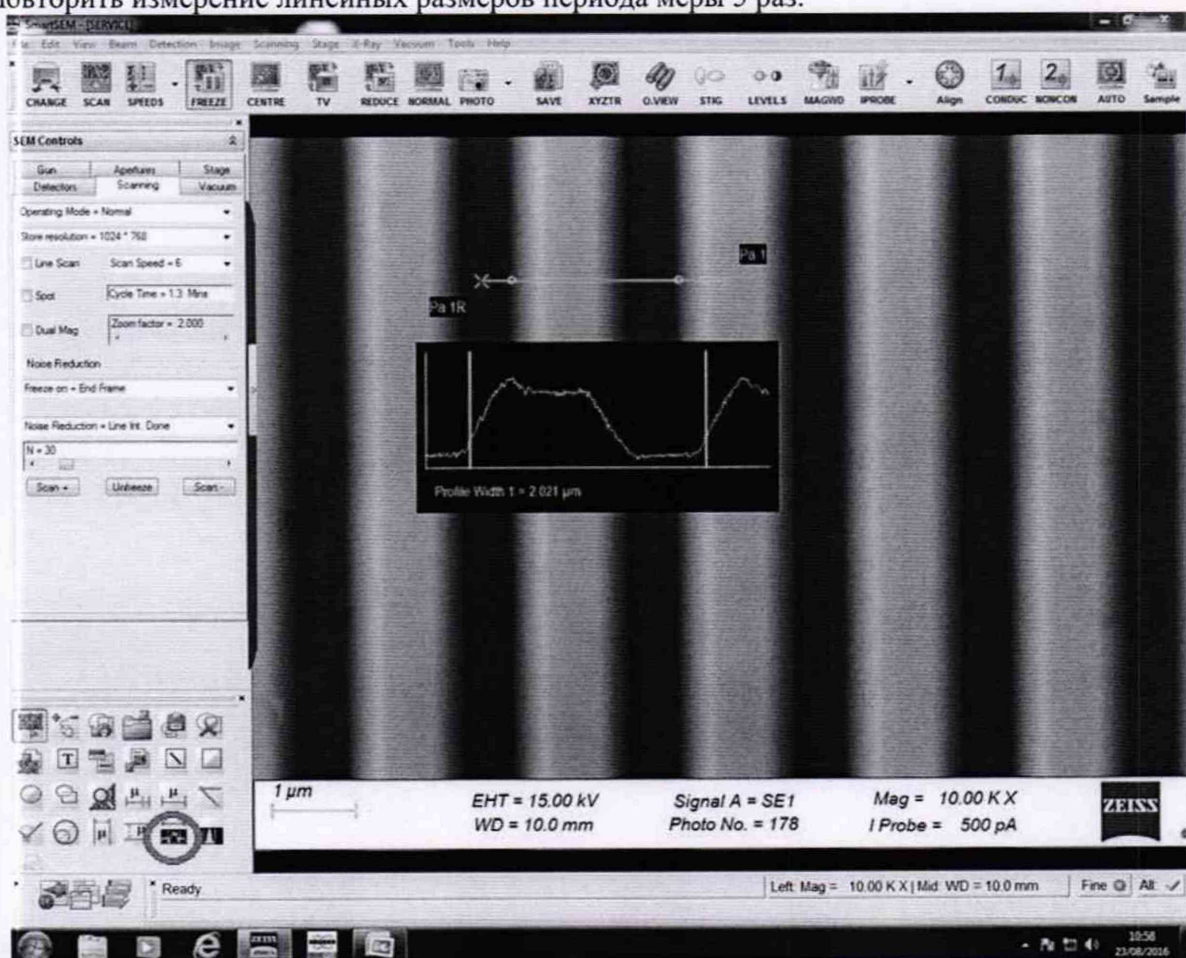 повторить измерение линейных размеров периода меры 5 раз.
SmartSEM - [SERVICE]
File Edit View Beam Detection Image Scanning Stage X-Ray Vacuum Tools Help
CHANGE SCAN SPEEDS FREEZE CENTRE TV REDUCE NORMAL PHOTO SAVE XYZTR O.VIEW STIG LEVELS MAGWD IPROBE Align CONDUC NONCON AUTO Sample
SEM Controls
Gun Apertures Stage
Detectors Scanning Vacuum
Operating Mode = Normal
Store resolution = 1024 * 768
Line Scan Scan Speed = 6
Spot Cycle Time = 1.3 Mins
Dual Mag Zoom factor = 2.000
Noise Reduction
Freeze on = End Frame
Noise Reduction = Line Int. Done
N = 30
Scan + Unfreeze Scan -
Pa 1
Pa 1R
Profile Width 1 = 2.021 µm
1 µm
EHT = 15.00 kV Signal A = SE1 Mag = 10.00 K X
WD = 10.0 mm Photo No. = 178 I Probe = 500 pA
ZEISS
Ready
Left: Mag = 10.00 K X | Mid: WD = 10.0 mm Fine Alt:
10:58
23/08/2016